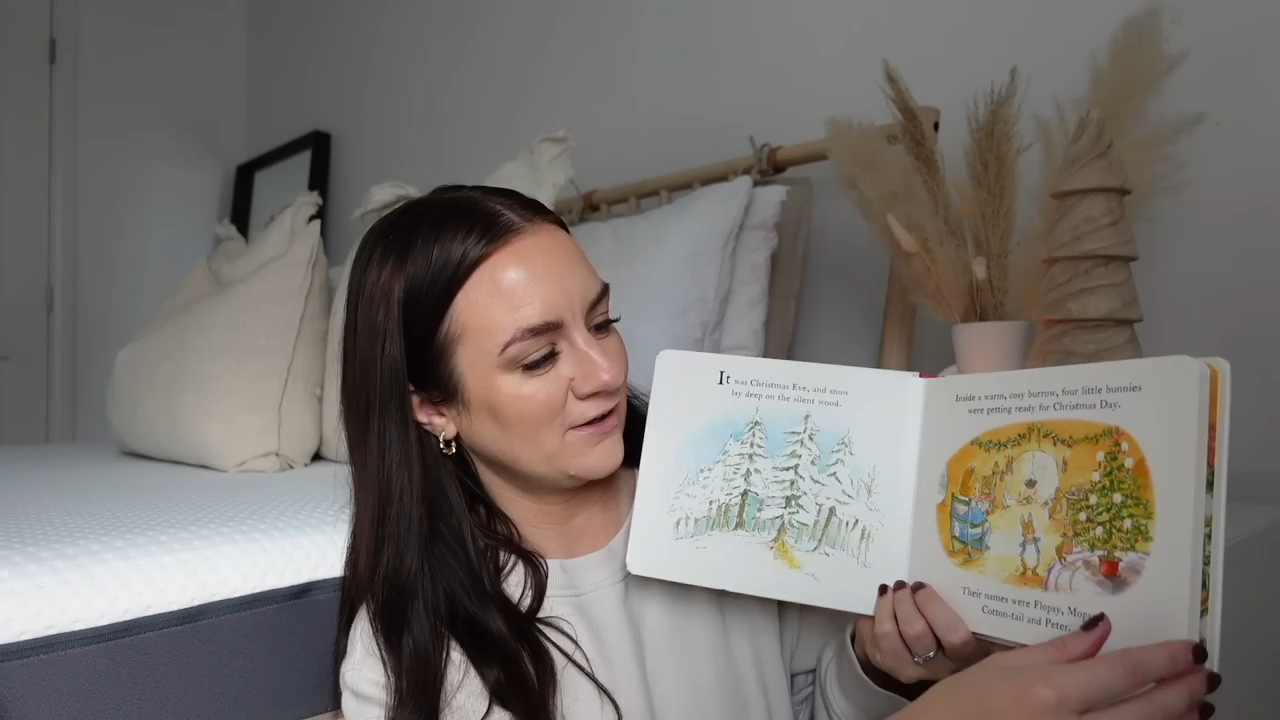 It was Christmas Eve, and snow
lay deep on the silent wood.
Inside a warm, cosy burrow, four little bunnies
were getting ready for Christmas Day.
Their names were Flopsy,
Cotton-tail and Peter.